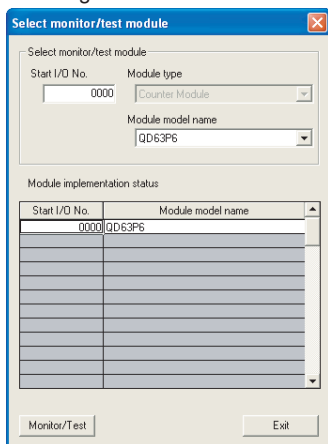 Select monitor/test module
Select monitor/test module
Start I/O No.
Module type
0000
Counter Module
Module model name
QD63P6
Module implementation status
Start I/O No.
Module model name
0000
QD63P6
Monitor/Test
Exit